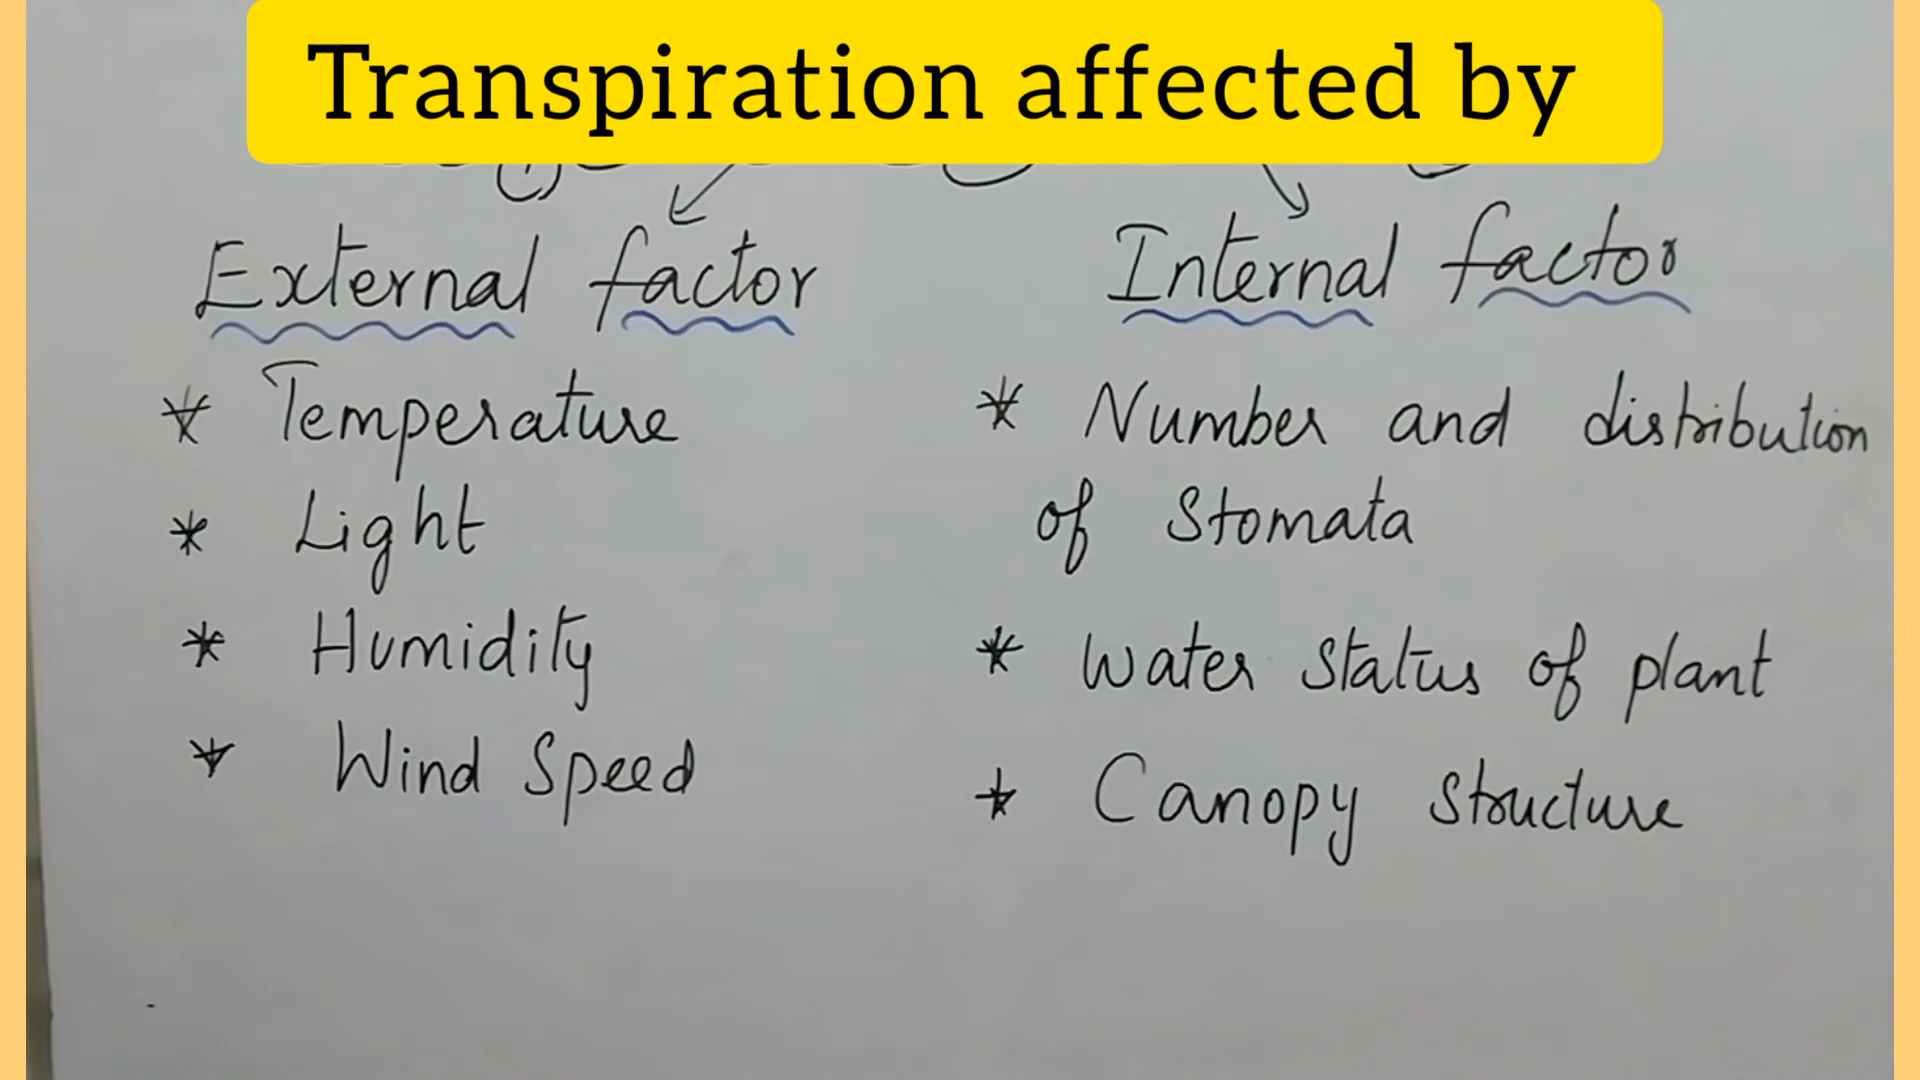 Transpiration affected by
External factor
Internal factor
* Temperature
* Light
* Humidity
* Wind Speed
* Number and distribution
of Stomata
* Water status of plant
* Canopy structure